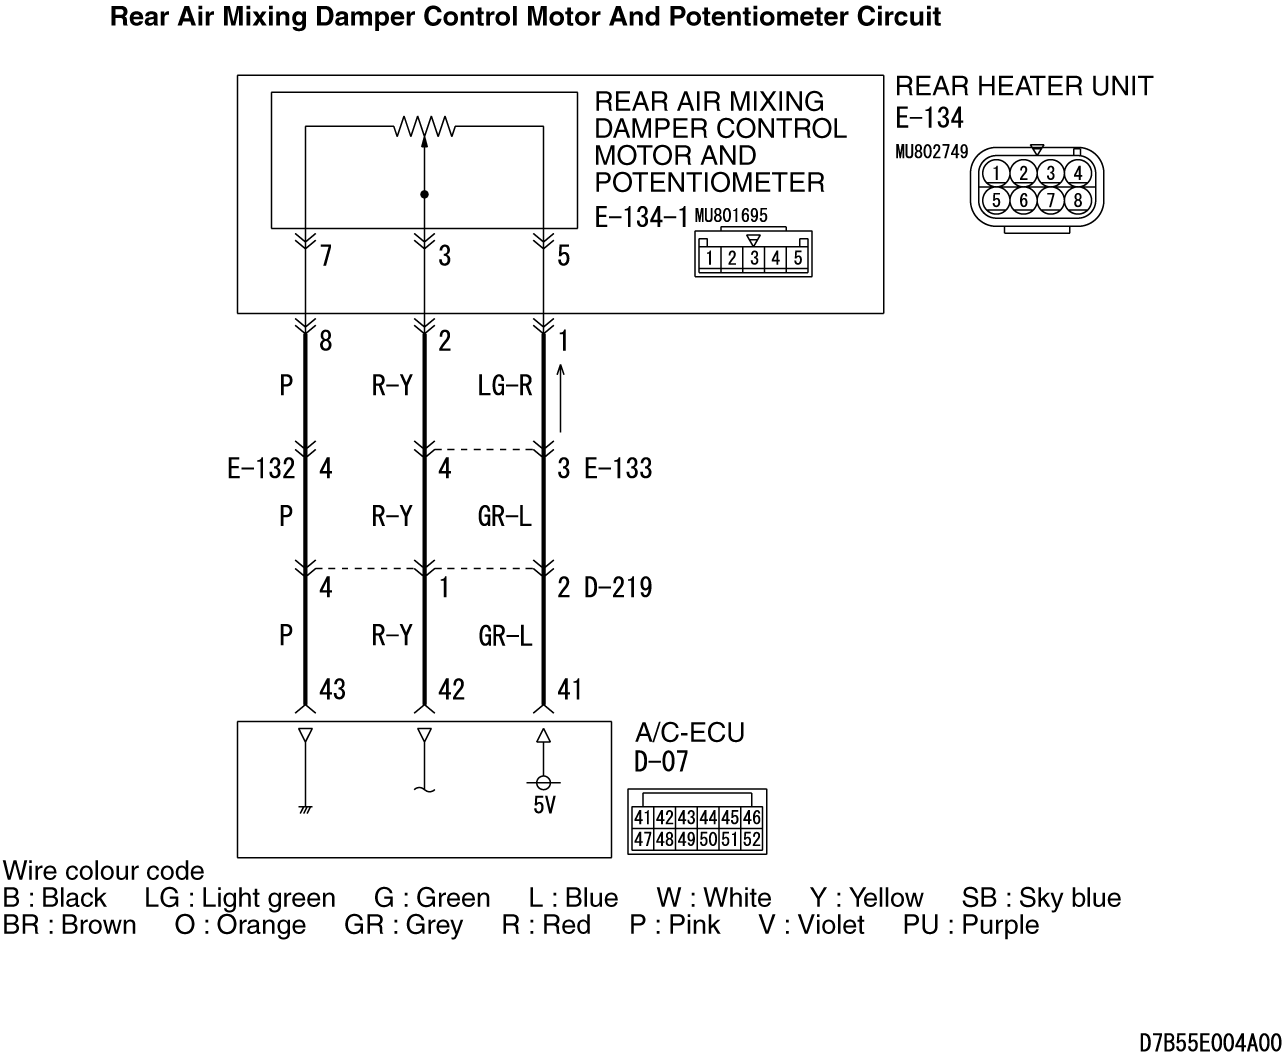 Rear Air Mixing Damper Control Motor And Potentiometer Circuit
REAR HEATER UNIT
E-134
MU802749
1 2 3 4
5 6 7 8
REAR AIR MIXING
DAMPER CONTROL
MOTOR AND
POTENTIOMETER
E-134-1 MU801695
1 2 3 4 5
7 3 5
8 2 1
P R-Y LG-R
E-132 4 4 3 E-133
P R-Y GR-L
4 1 2 D-219
P R-Y GR-L
43 42 41
A/C-ECU
D-07
5V
41 42 43 44 45 46
47 48 49 50 51 52
Wire colour code
B : Black LG : Light green G : Green L : Blue W : White Y : Yellow SB : Sky blue
BR : Brown O : Orange GR : Grey R : Red P : Pink V : Violet PU : Purple
D7B55E004A00